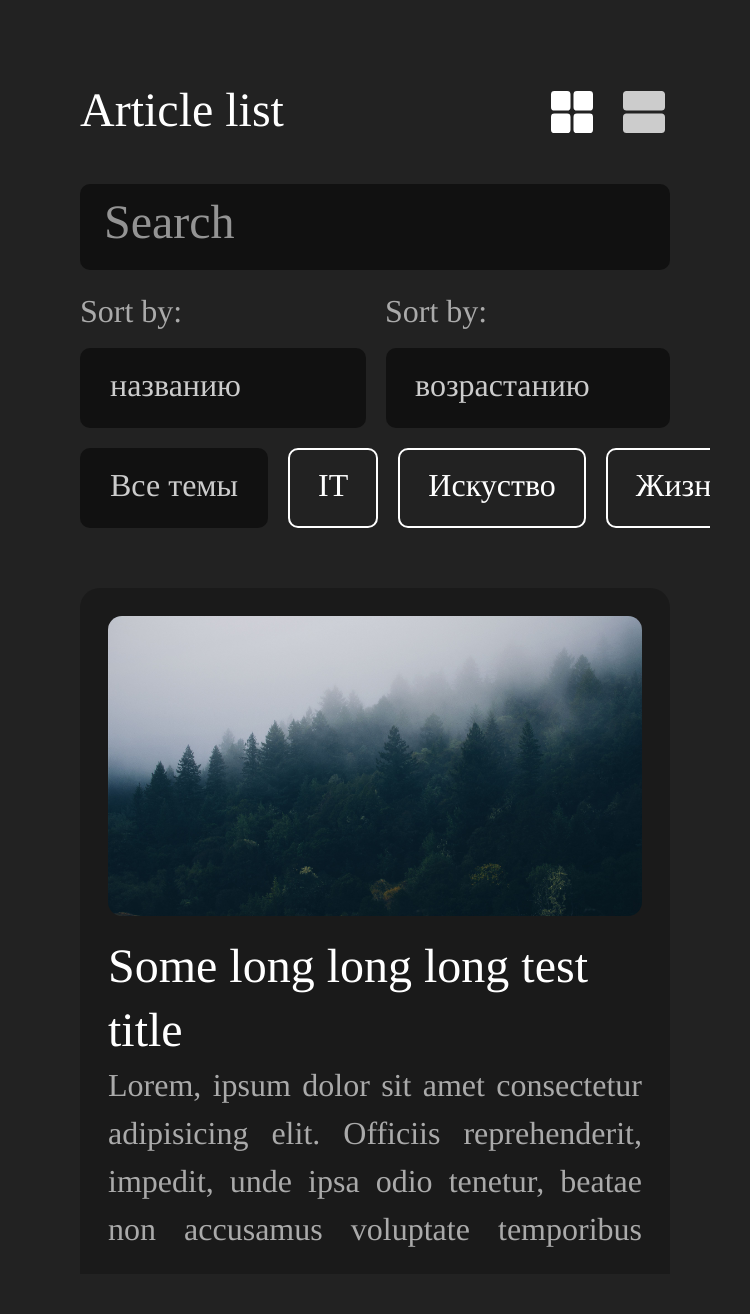 Article list
Search
Sort by: Sort by:
названию возрастанию
Все темы IT Искуство Жизн
Some long long long test
title
Lorem, ipsum dolor sit amet consectetur
adipisicing elit. Officiis reprehenderit,
impedit, unde ipsa odio tenetur, beatae
non accusamus voluptate temporibus